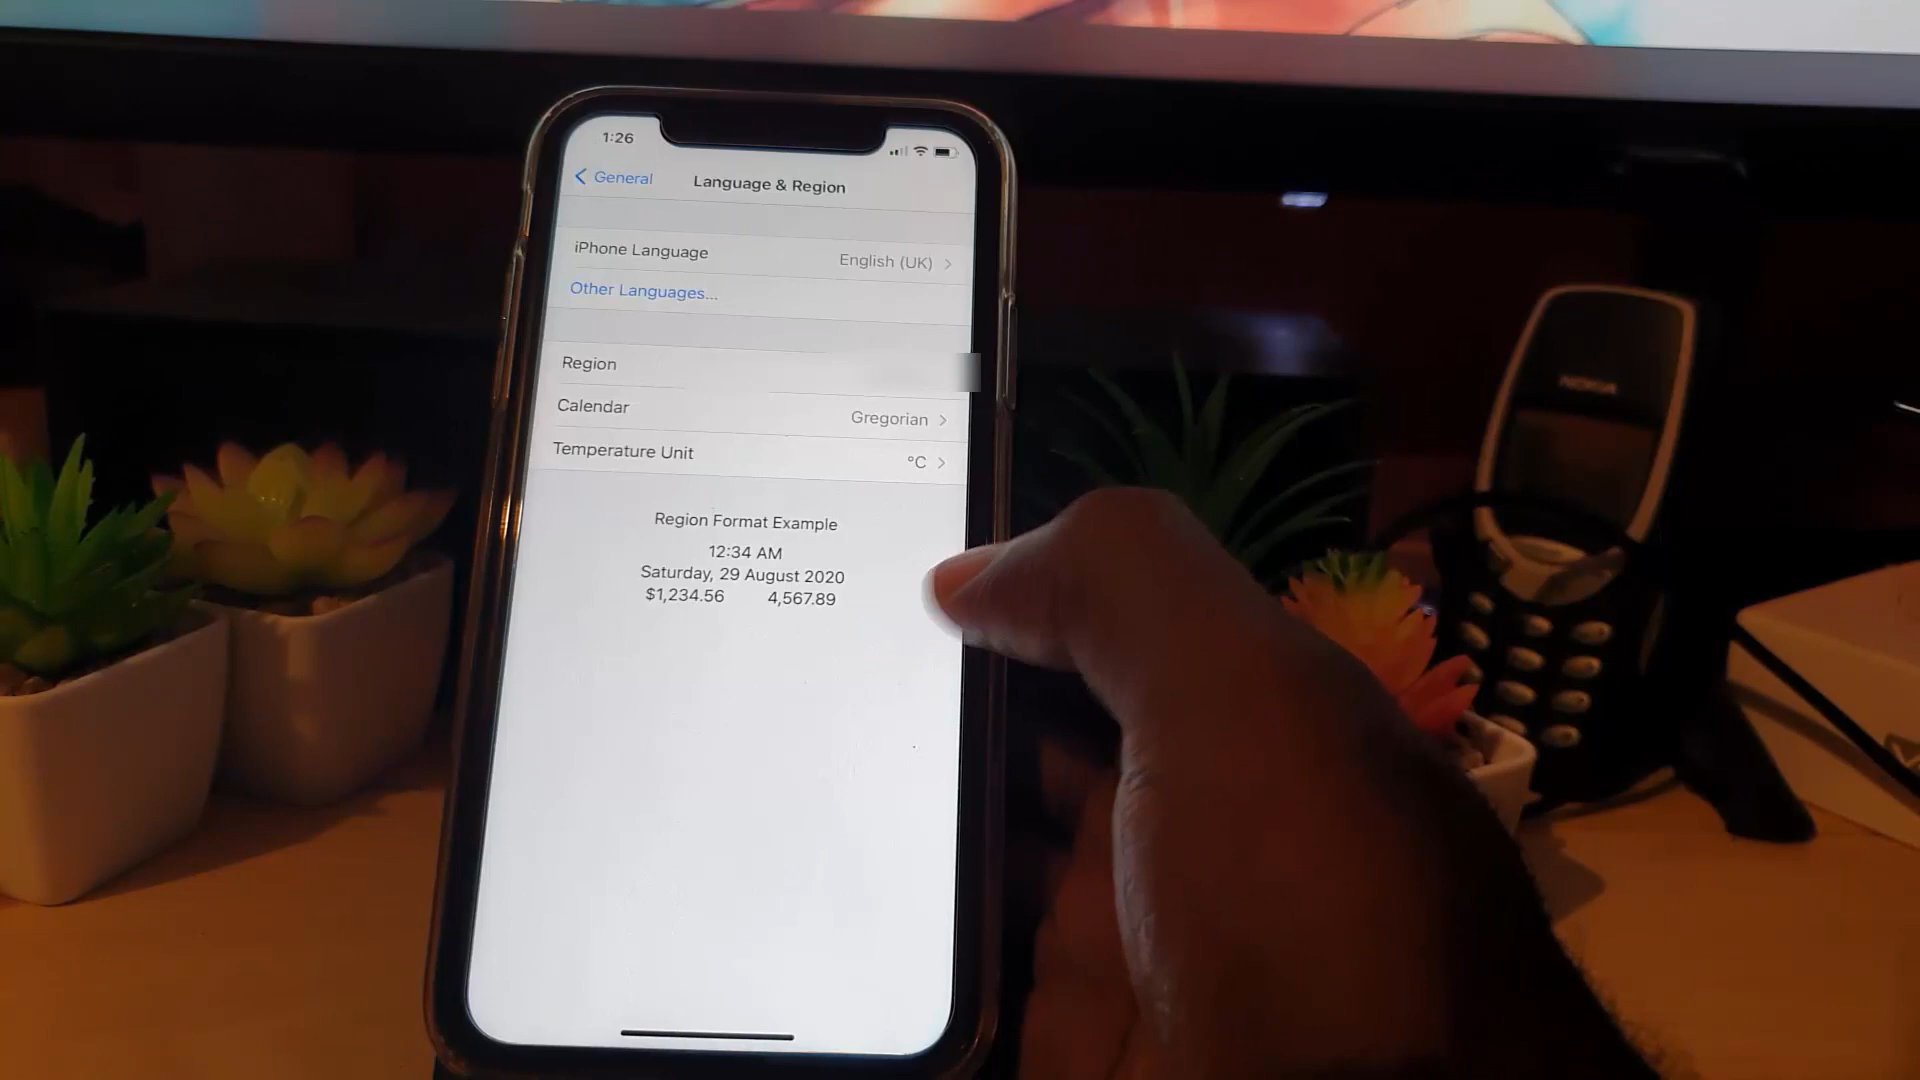 1:26
General
Language & Region
iPhone Language
English (UK)
Other Languages...
Region
Calendar
Gregorian
Temperature Unit
°C
Region Format Example
12:34 AM
Saturday, 29 August 2020
$1,234.56 4,567.89
NOKIA